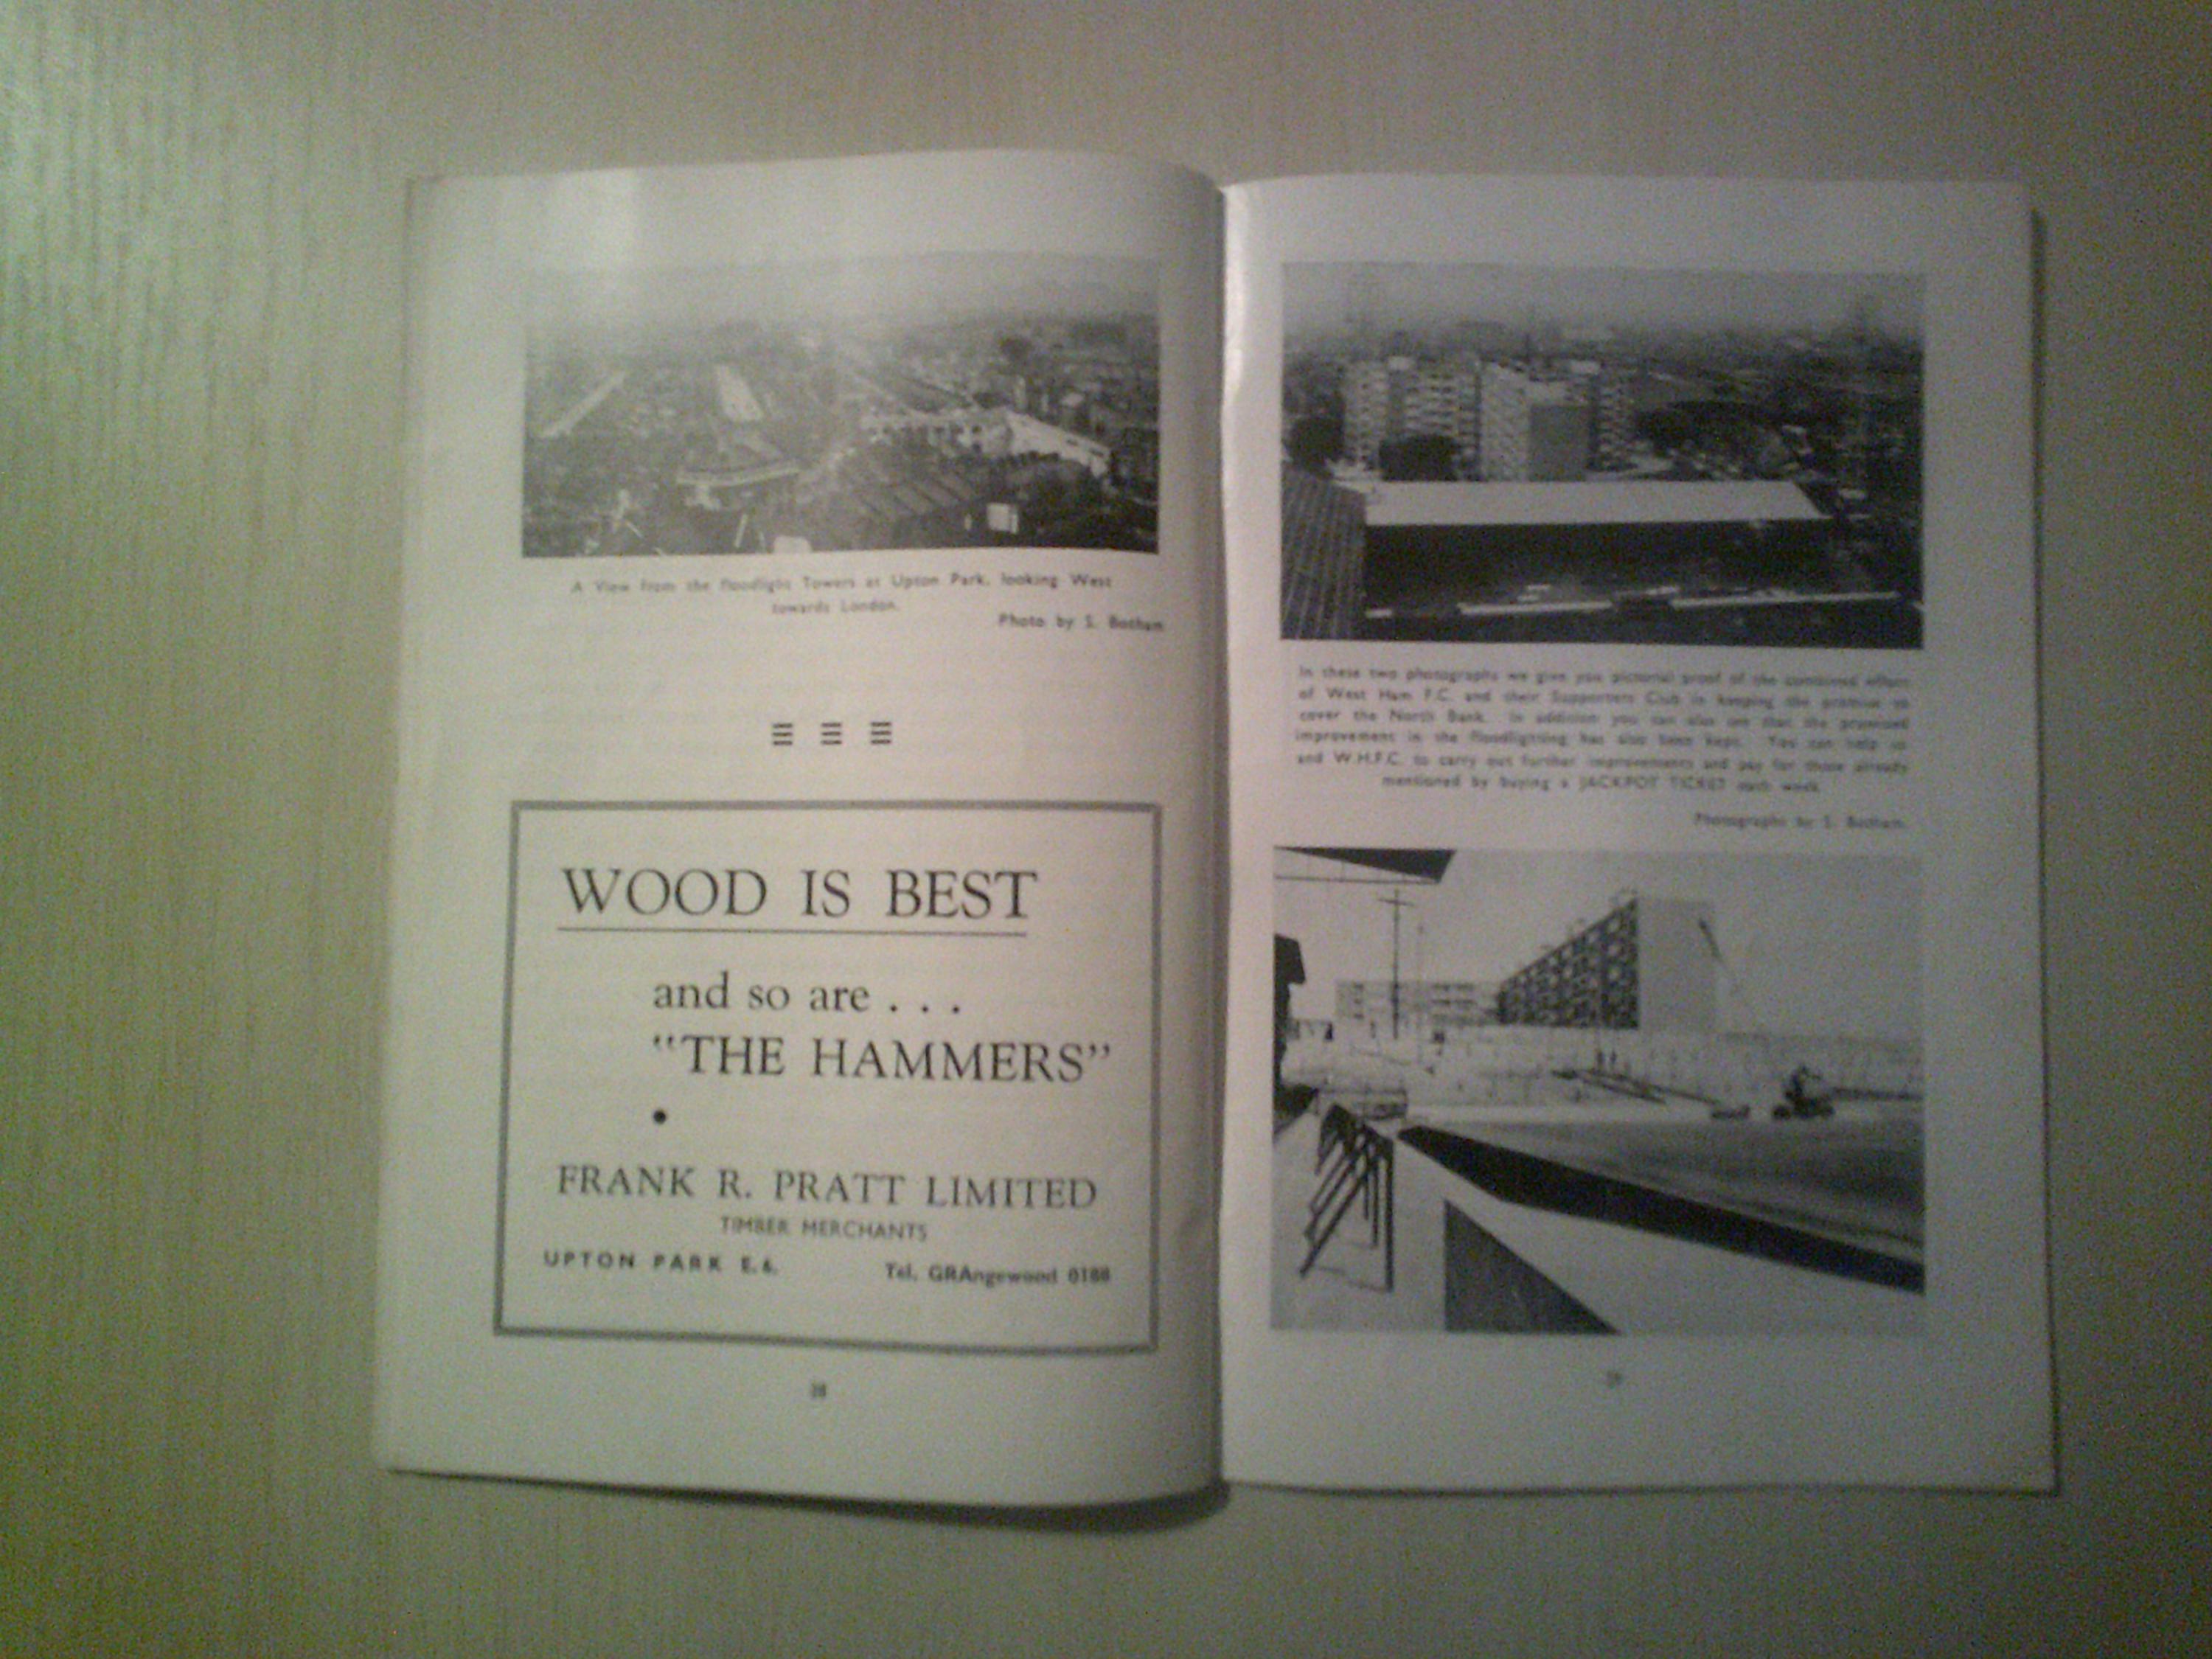 A View from the floodlight Towers at Upton Park, looking West
towards London.
Photo by S. Botham
WOOD IS BEST
and so are . . .
"THE HAMMERS"
FRANK R. PRATT LIMITED
TIMBER MERCHANTS
UPTON PARK E.6.
Tel. GRAngewood 0188
In these two photographs we give you pictorial proof of the combined effort
of West Ham F.C. and their Supporters Club in keeping the promise to
cover the North Bank. In addition you can also see that the promised
improvement in the floodlighting has also been kept. You can help us
and W.H.F.C. to carry out further improvements and pay for those already
mentioned by buying a JACKPOT TICKET each week.
Photographs by S. Botham.